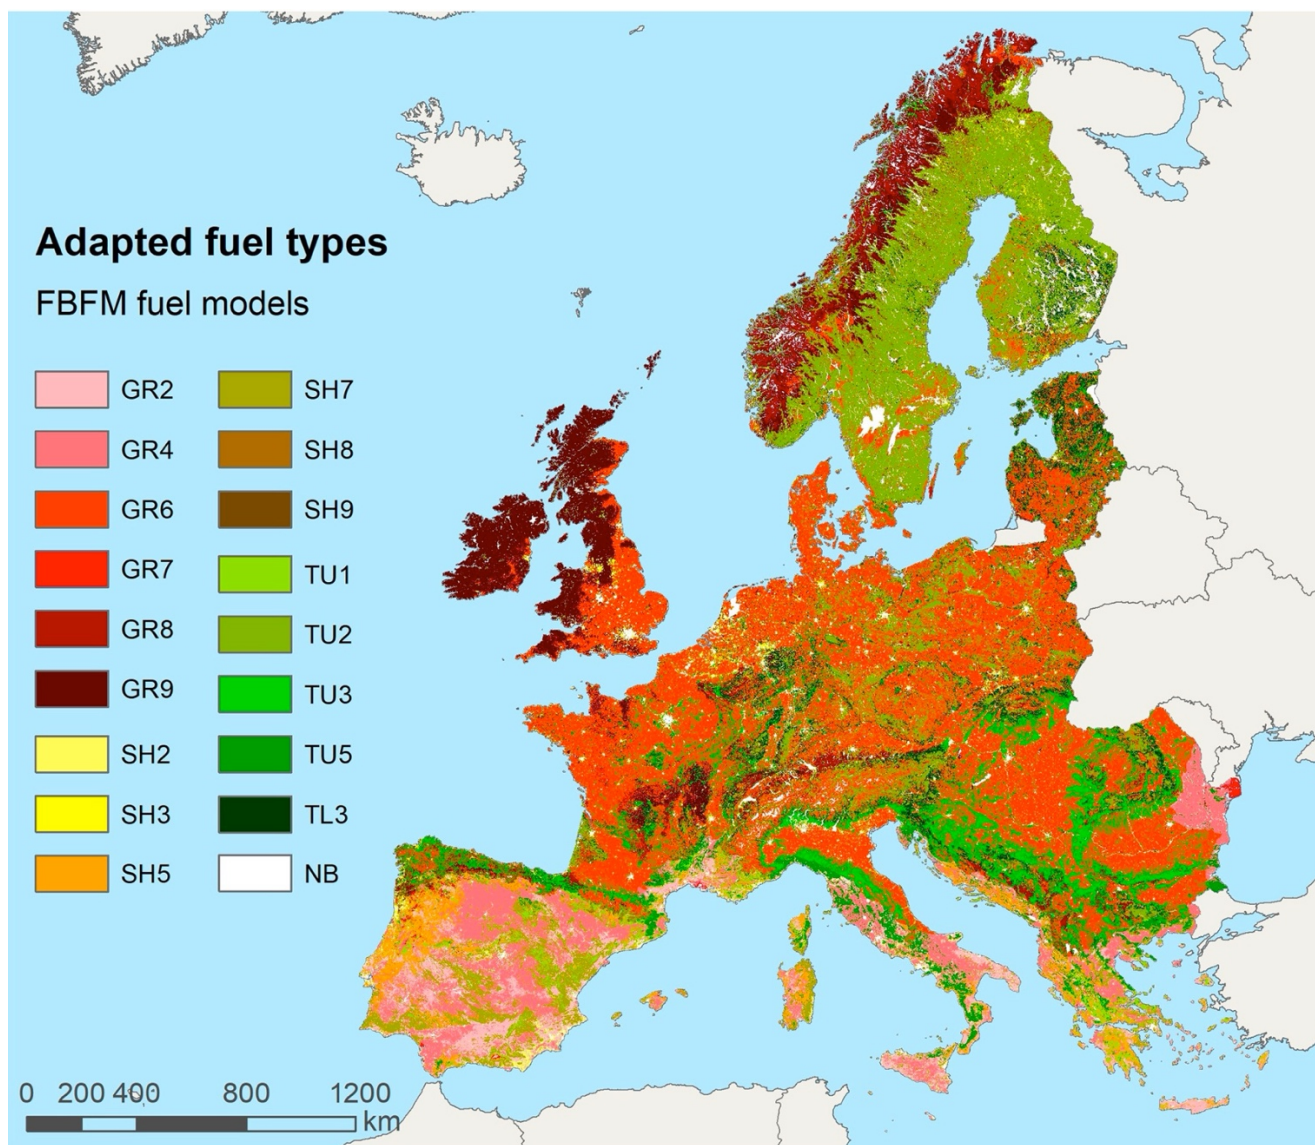 Adapted fuel types
FBFM fuel models
GR2 SH7
GR4 SH8
GR6 SH9
GR7 TU1
GR8 TU2
GR9 TU3
SH2 TU5
SH3 TL3
SH5 NB
0 200 400 800 1200
km